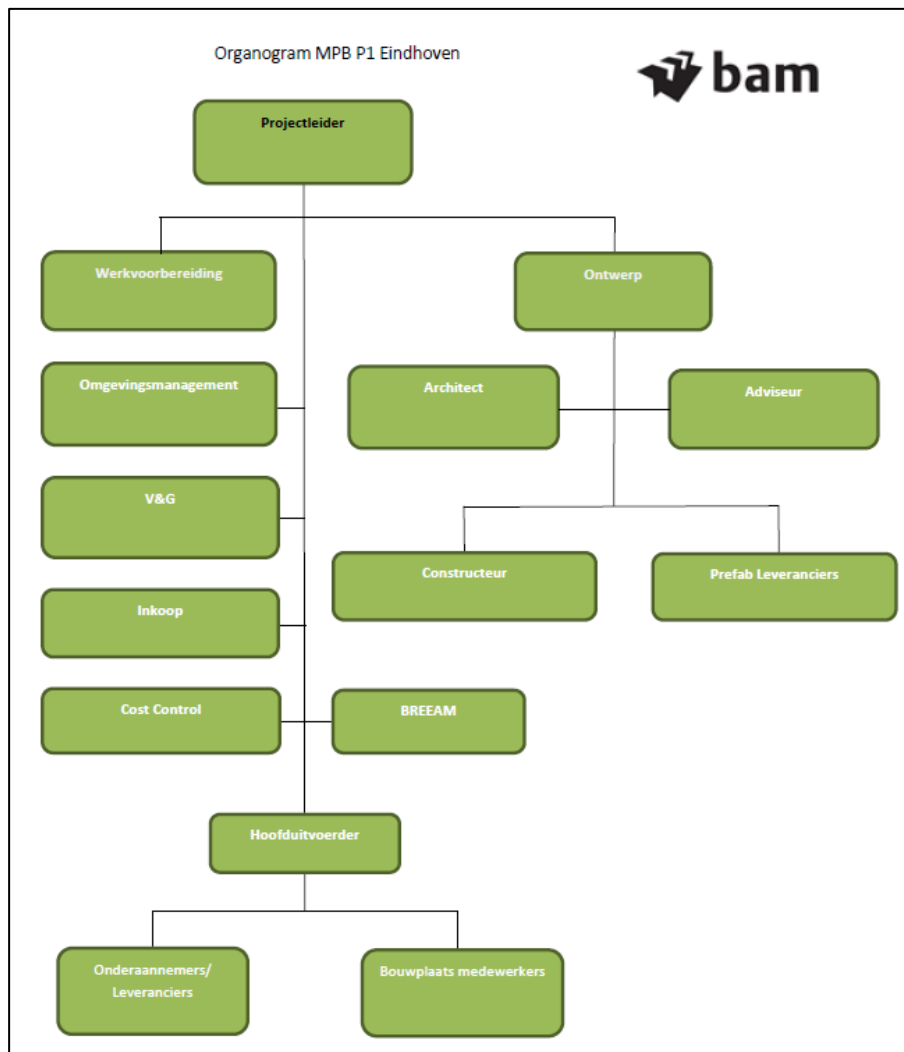 Organogram MPB P1 Eindhoven
bam
Projectleider
Werkvoorbereiding
Ontwerp
Omgevingsmanagement
Architect
Adviseur
V&G
Constructeur
Prefab Leveranciers
Inkoop
Cost Control
BREEAM
Hoofduitvoerder
Onderaannemers/
Leveranciers
Bouwplaats medewerkers